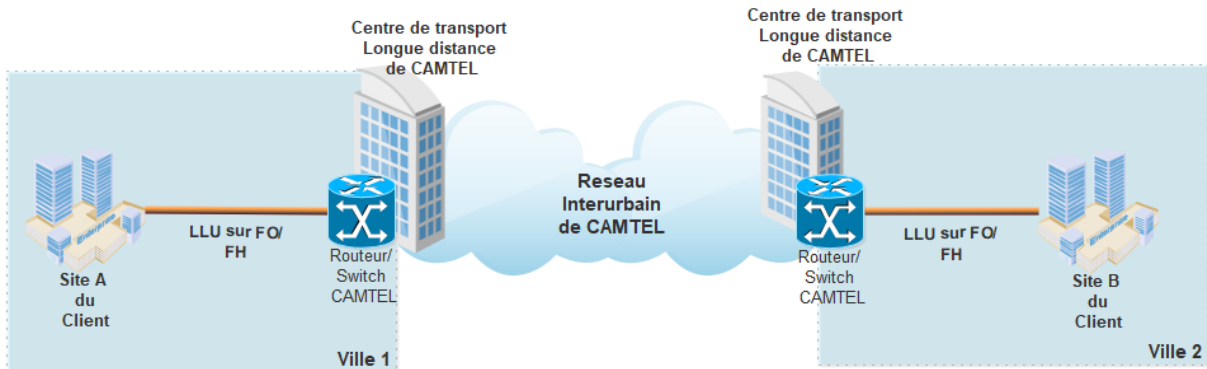 Centre de transport
Longue distance
de CAMTEL
Centre de transport
Longue distance
de CAMTEL
Reseau
Interurbain
de CAMTEL
LLU sur FO/
FH
Routeur/
Switch
CAMTEL
Site A
du
Client
Ville 1
LLU sur FO/
FH
Routeur/
Switch
CAMTEL
Site B
du
Client
Ville 2